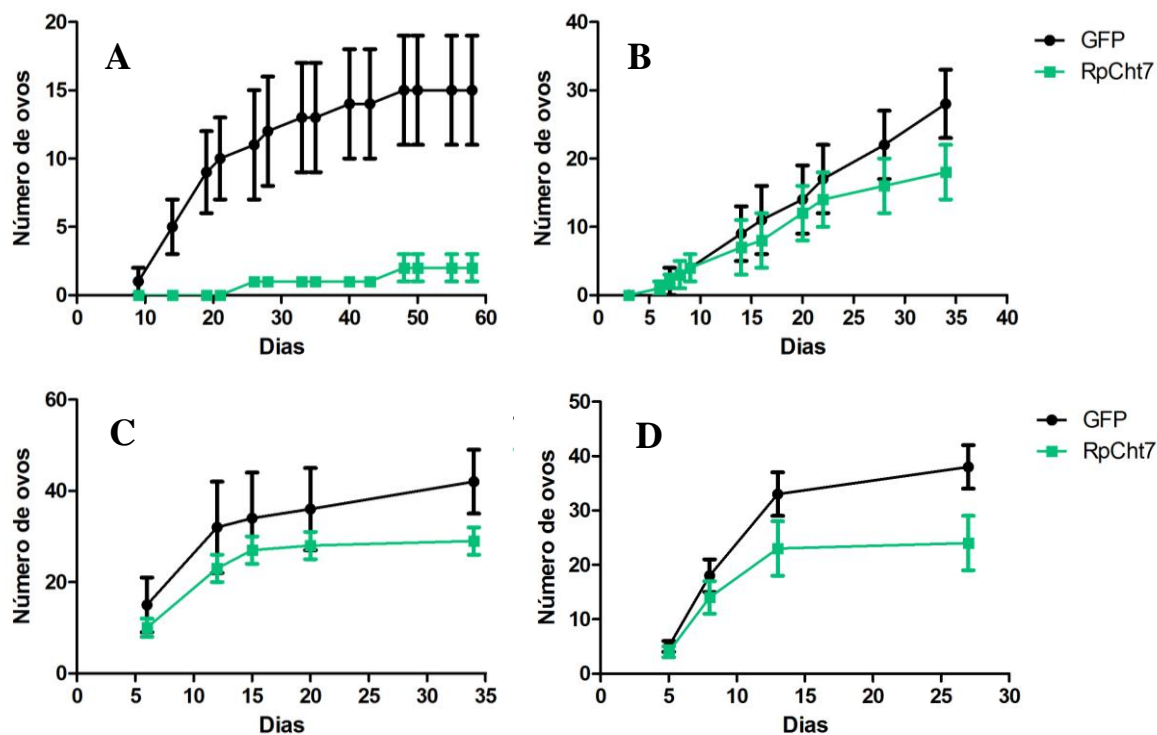 A
Número de ovos
20
15
10
5
0
0 10 20 30 40 50 60
Dias
B
Número de ovos
40
30
20
10
0
0 5 10 15 20 25 30 35 40
Dias
GFP
RpCht7
C
Número de ovos
60
40
20
0
0 5 10 15 20 25 30 35
Dias
D
Número de ovos
50
40
30
20
10
0
0 5 10 15 20 25 30
Dias
GFP
RpCht7